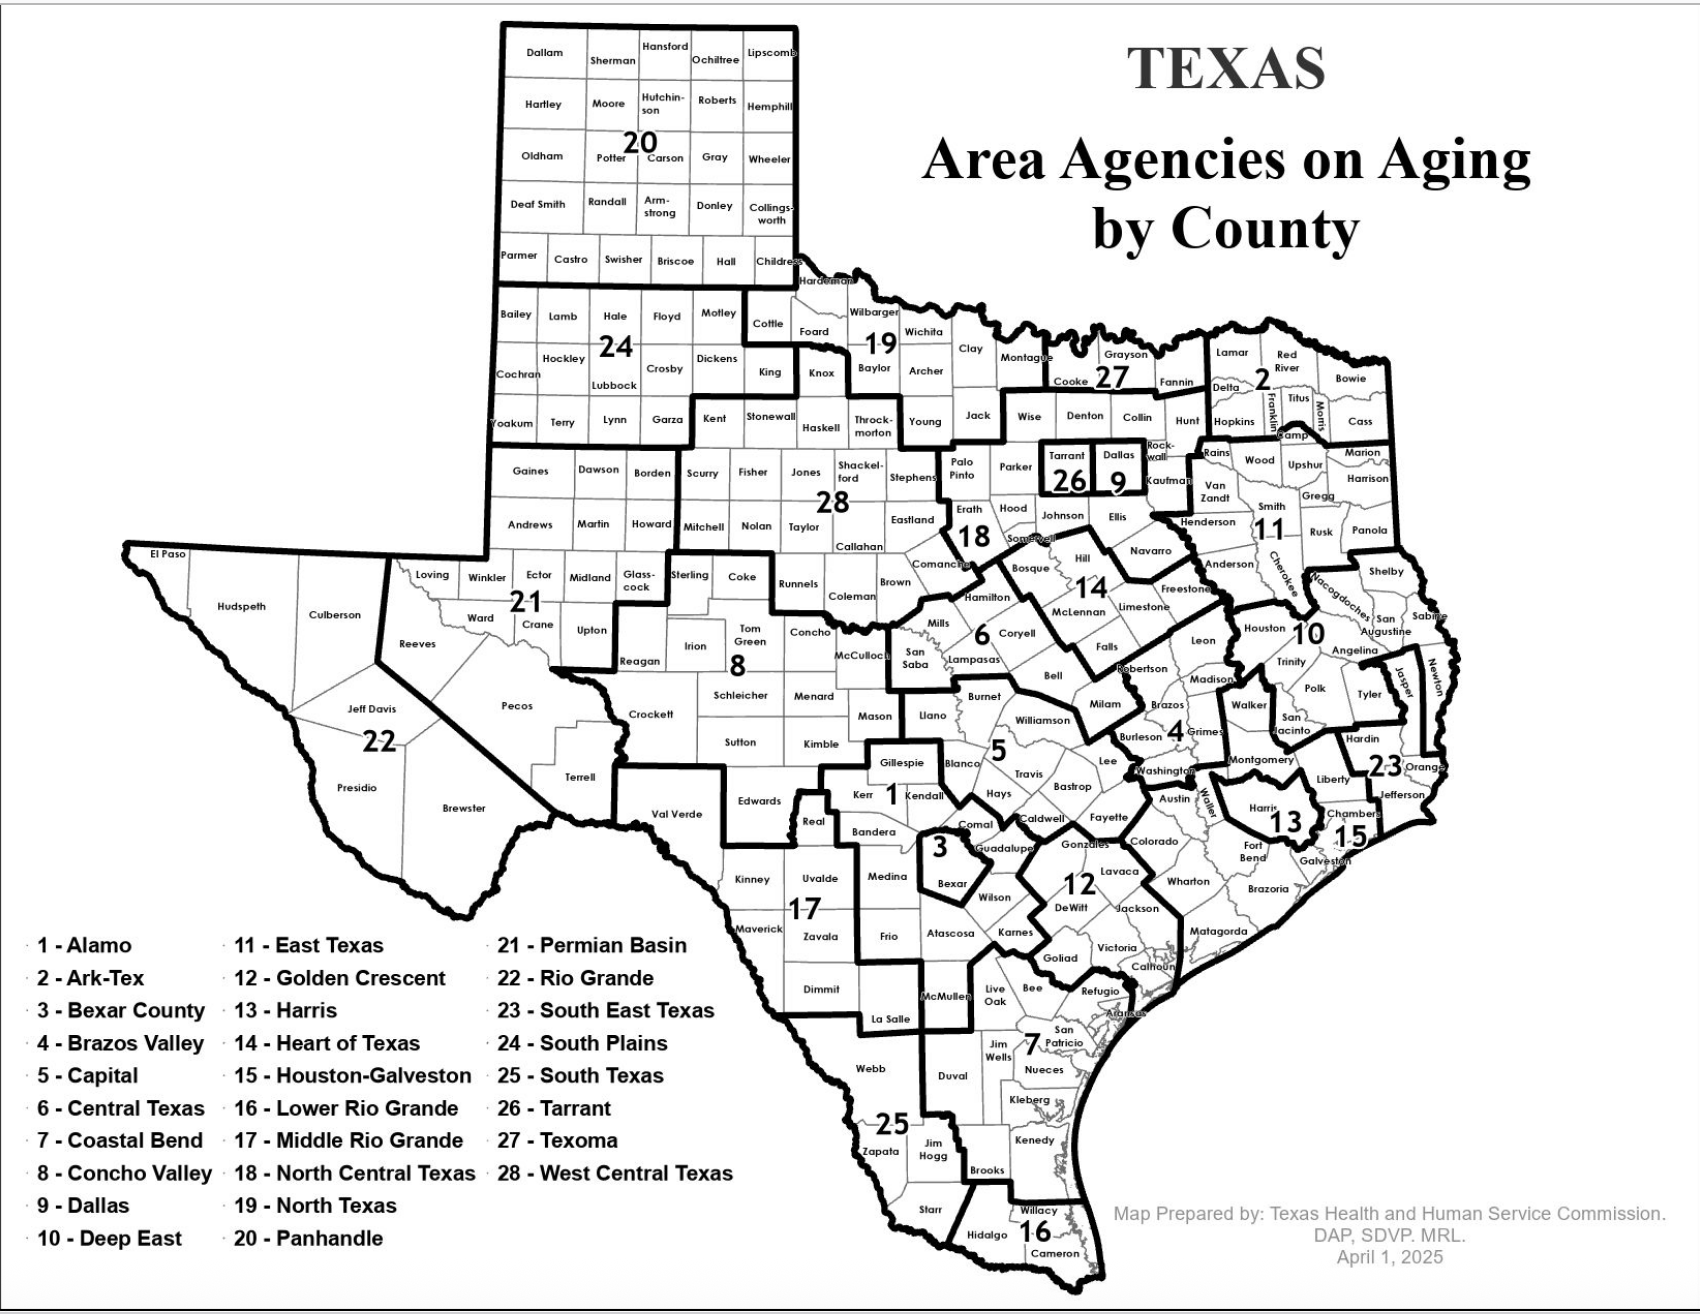 TEXAS
Area Agencies on Aging
by County
Dallam
Sherman
Hansford
Ochiltree
Lipscomb
Hartley
Moore
Hutchin-
son
Roberts
Hemphill
20
Oldham
Potter
Carson
Gray
Wheeler
Deaf Smith
Randall
Arm-
strong
Donley
Collings-
worth
Parmer
Castro
Swisher
Briscoe
Hall
Childress
Hardeman
Bailey
Lamb
Hale
Floyd
Motley
Cottle
Foard
Wilbarger
Wichita
24
19
Clay
Montague
Cooke
Grayson
27
Fannin
Lamar
Red
River
2
Bowie
Cochran
Hockley
Lubbock
Crosby
Dickens
King
Knox
Baylor
Archer
Delta
Franklin
Titus
Morris
Hopkins
Camp
Cass
Yoakum
Terry
Lynn
Garza
Kent
Stonewall
Haskell
Throck-
morton
Young
Jack
Wise
Denton
Collin
Hunt
Rock-
wall
Gaines
Dawson
Borden
Scurry
Fisher
Jones
Shackel-
ford
Stephens
Palo
Pinto
Parker
Tarrant
26
Dallas
9
Kaufman
Rains
Wood
Upshur
Marion
Harrison
Van
Zandt
Gregg
Smith
28
Andrews
Martin
Howard
Mitchell
Nolan
Taylor
Callahan
Eastland
Erath
18
Hood
Somervell
Johnson
Ellis
Navarro
Henderson
11
Rusk
Panola
El Paso
Hudspeth
Culberson
Loving
Winkler
Ector
Midland
Glass-
cock
Sterling
Coke
Runnels
Coleman
Brown
Comanche
Bosque
Hill
14
Anderson
Cherokee
Nacogdoches
Shelby
Hamilton
McLennan
Limestone
Freestone
21
Ward
Crane
Upton
Reeves
Reagan
Irion
Tom
Green
8
Concho
McCulloch
Mills
6
Coryell
San
Saba
Lampasas
Bell
Falls
Robertson
Leon
Houston
10
San
Augustine
Sabine
Angelina
Trinity
Pecos
Crockett
Schleicher
Menard
Mason
Llano
Burnet
Williamson
Milam
Madison
Brazos
4
Grimes
Burleson
Walker
Polk
San
Jacinto
Tyler
Jasper
Newton
Jeff Davis
22
Sutton
Kimble
Gillespie
Blanco
5
Travis
Lee
Washington
Montgomery
Liberty
Hardin
23
Orange
Jefferson
Presidio
Brewster
Terrell
Val Verde
Edwards
Real
Kerr
1
Kendall
Hays
Bastrop
Caldwell
Fayette
Austin
Waller
Harris
13
Chambers
15
Bandera
Comal
Guadalupe
Gonzales
Colorado
Fort
Bend
Galveston
3
Bexar
Kinney
Uvalde
Medina
Wilson
Lavaca
12
Wharton
Brazoria
17
DeWitt
Jackson
Matagorda
Maverick
Zavala
Frio
Atascosa
Karnes
Goliad
Victoria
Calhoun
Dimmit
La Salle
McMullen
Live
Oak
Bee
Refugio
Aransas
San
Patricio
7
Jim
Wells
Nueces
Webb
Duval
Kleberg
25
Kenedy
Zapata
Jim
Hogg
Brooks
Starr
Hidalgo
Willacy
16
Cameron
1 - Alamo
2 - Ark-Tex
3 - Bexar County
4 - Brazos Valley
5 - Capital
6 - Central Texas
7 - Coastal Bend
8 - Concho Valley
9 - Dallas
10 - Deep East
11 - East Texas
12 - Golden Crescent
13 - Harris
14 - Heart of Texas
15 - Houston-Galveston
16 - Lower Rio Grande
17 - Middle Rio Grande
18 - North Central Texas
19 - North Texas
20 - Panhandle
21 - Permian Basin
22 - Rio Grande
23 - South East Texas
24 - South Plains
25 - South Texas
26 - Tarrant
27 - Texoma
28 - West Central Texas
Map Prepared by: Texas Health and Human Service Commission.
DAP, SDVP. MRL.
April 1, 2025